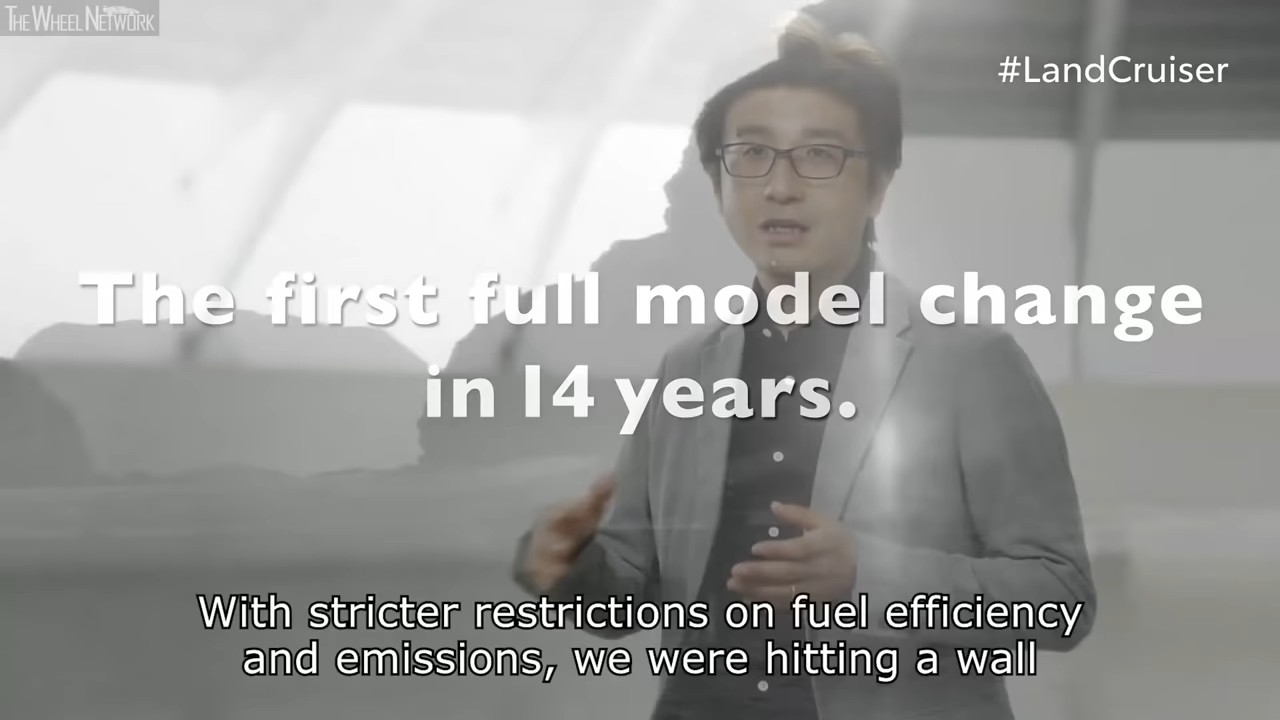 THE WHEEL NETWORK
#LandCruiser
The first full model change
in 14 years.
With stricter restrictions on fuel efficiency
and emissions, we were hitting a wall